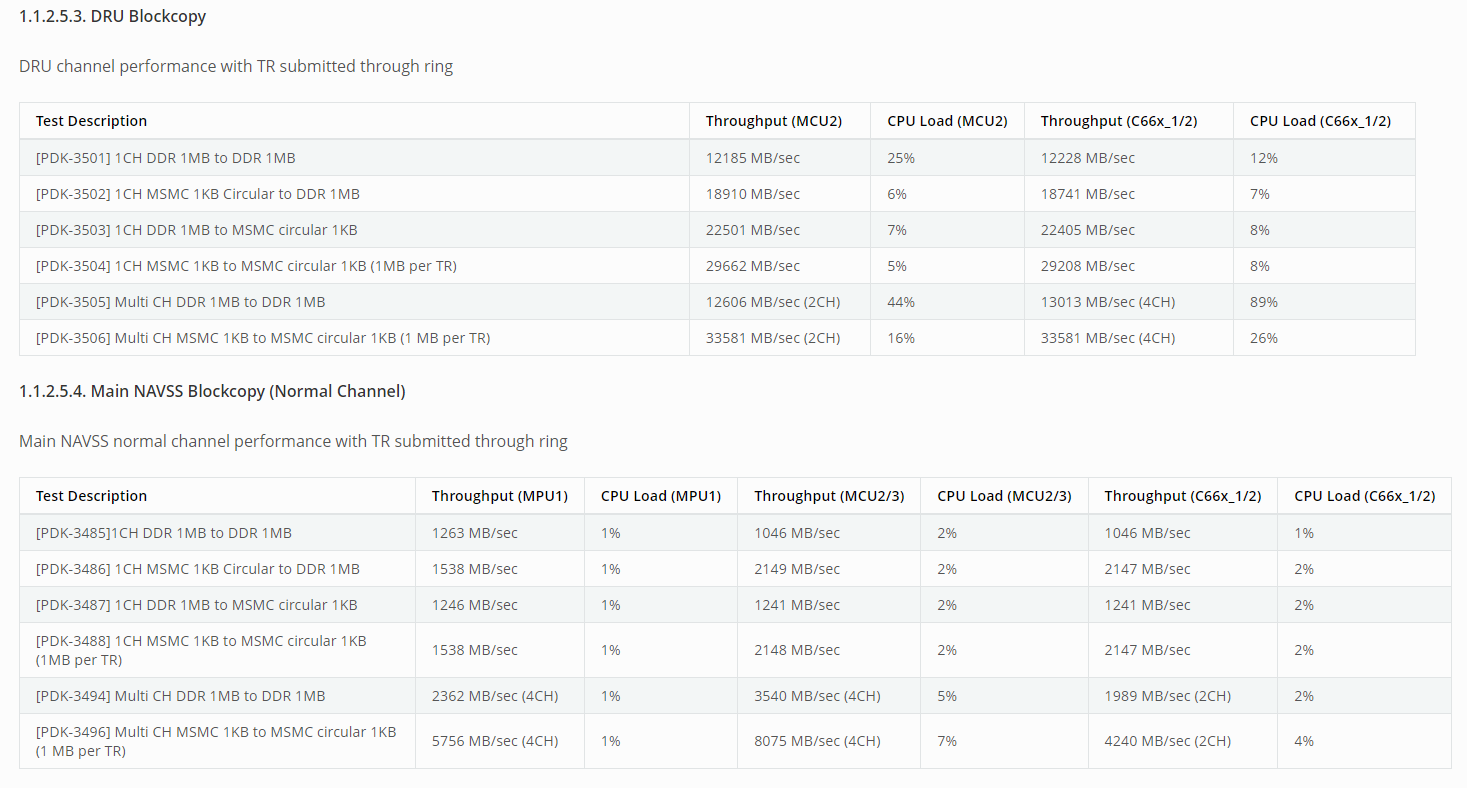 1.1.2.5.3. DRU Blockcopy
DRU channel performance with TR submitted through ring
Test Description Throughput (MCU2) CPU Load (MCU2) Throughput (C66x_1/2) CPU Load (C66x_1/2)
[PDK-3501] 1CH DDR 1MB to DDR 1MB 12185 MB/sec 25% 12228 MB/sec 12%
[PDK-3502] 1CH MSMC 1KB Circular to DDR 1MB 18910 MB/sec 6% 18741 MB/sec 7%
[PDK-3503] 1CH DDR 1MB to MSMC circular 1KB 22501 MB/sec 7% 22405 MB/sec 8%
[PDK-3504] 1CH MSMC 1KB to MSMC circular 1KB (1MB per TR) 29662 MB/sec 5% 29208 MB/sec 8%
[PDK-3505] Multi CH DDR 1MB to DDR 1MB 12606 MB/sec (2CH) 44% 13013 MB/sec (4CH) 89%
[PDK-3506] Multi CH MSMC 1KB to MSMC circular 1KB (1 MB per TR) 33581 MB/sec (2CH) 16% 33581 MB/sec (4CH) 26%
1.1.2.5.4. Main NAVSS Blockcopy (Normal Channel)
Main NAVSS normal channel performance with TR submitted through ring
Test Description Throughput (MPU1) CPU Load (MPU1) Throughput (MCU2/3) CPU Load (MCU2/3) Throughput (C66x_1/2) CPU Load (C66x_1/2)
[PDK-3485]1CH DDR 1MB to DDR 1MB 1263 MB/sec 1% 1046 MB/sec 2% 1046 MB/sec 1%
[PDK-3486] 1CH MSMC 1KB Circular to DDR 1MB 1538 MB/sec 1% 2149 MB/sec 2% 2147 MB/sec 2%
[PDK-3487] 1CH DDR 1MB to MSMC circular 1KB 1246 MB/sec 1% 1241 MB/sec 2% 1241 MB/sec 2%
[PDK-3488] 1CH MSMC 1KB to MSMC circular 1KB
(1MB per TR) 1538 MB/sec 1% 2148 MB/sec 2% 2147 MB/sec 2%
[PDK-3494] Multi CH DDR 1MB to DDR 1MB 2362 MB/sec (4CH) 1% 3540 MB/sec (4CH) 5% 1989 MB/sec (2CH) 2%
[PDK-3496] Multi CH MSMC 1KB to MSMC circular 1KB
(1 MB per TR) 5756 MB/sec (4CH) 1% 8075 MB/sec (4CH) 7% 4240 MB/sec (2CH) 4%